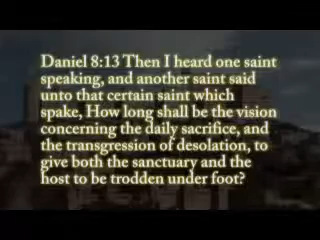 Daniel 8:13 Then I heard one saint
speaking, and another saint said
unto that certain saint which
spake, How long shall be the vision
concerning the daily sacrifice, and
the transgression of desolation, to
give both the sanctuary and the
host to be trodden under foot?